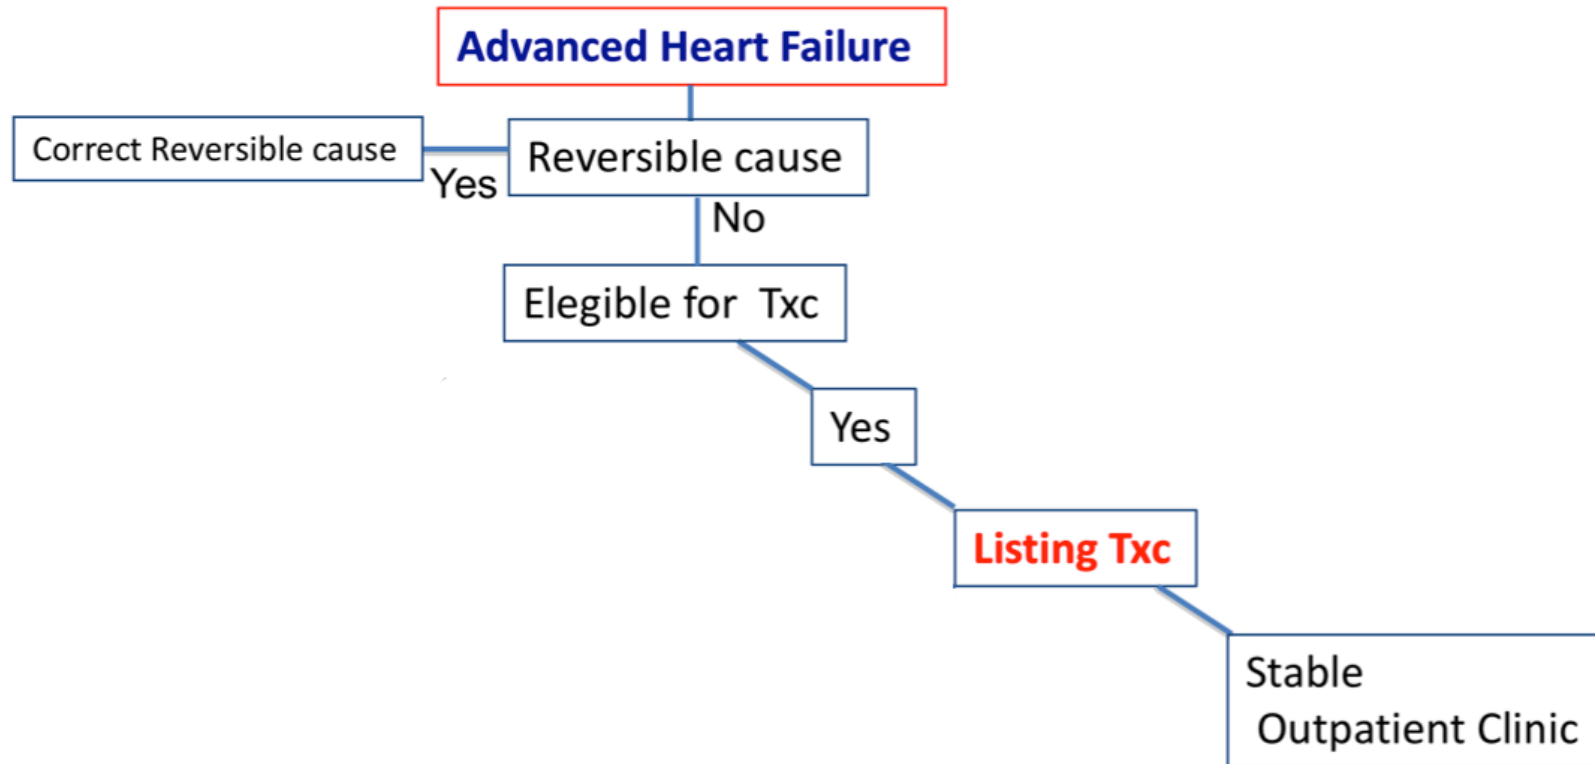 Advanced Heart Failure
Correct Reversible cause
Yes
Reversible cause
No
Elegible for Txc
Yes
Listing Txc
Stable
Outpatient Clinic